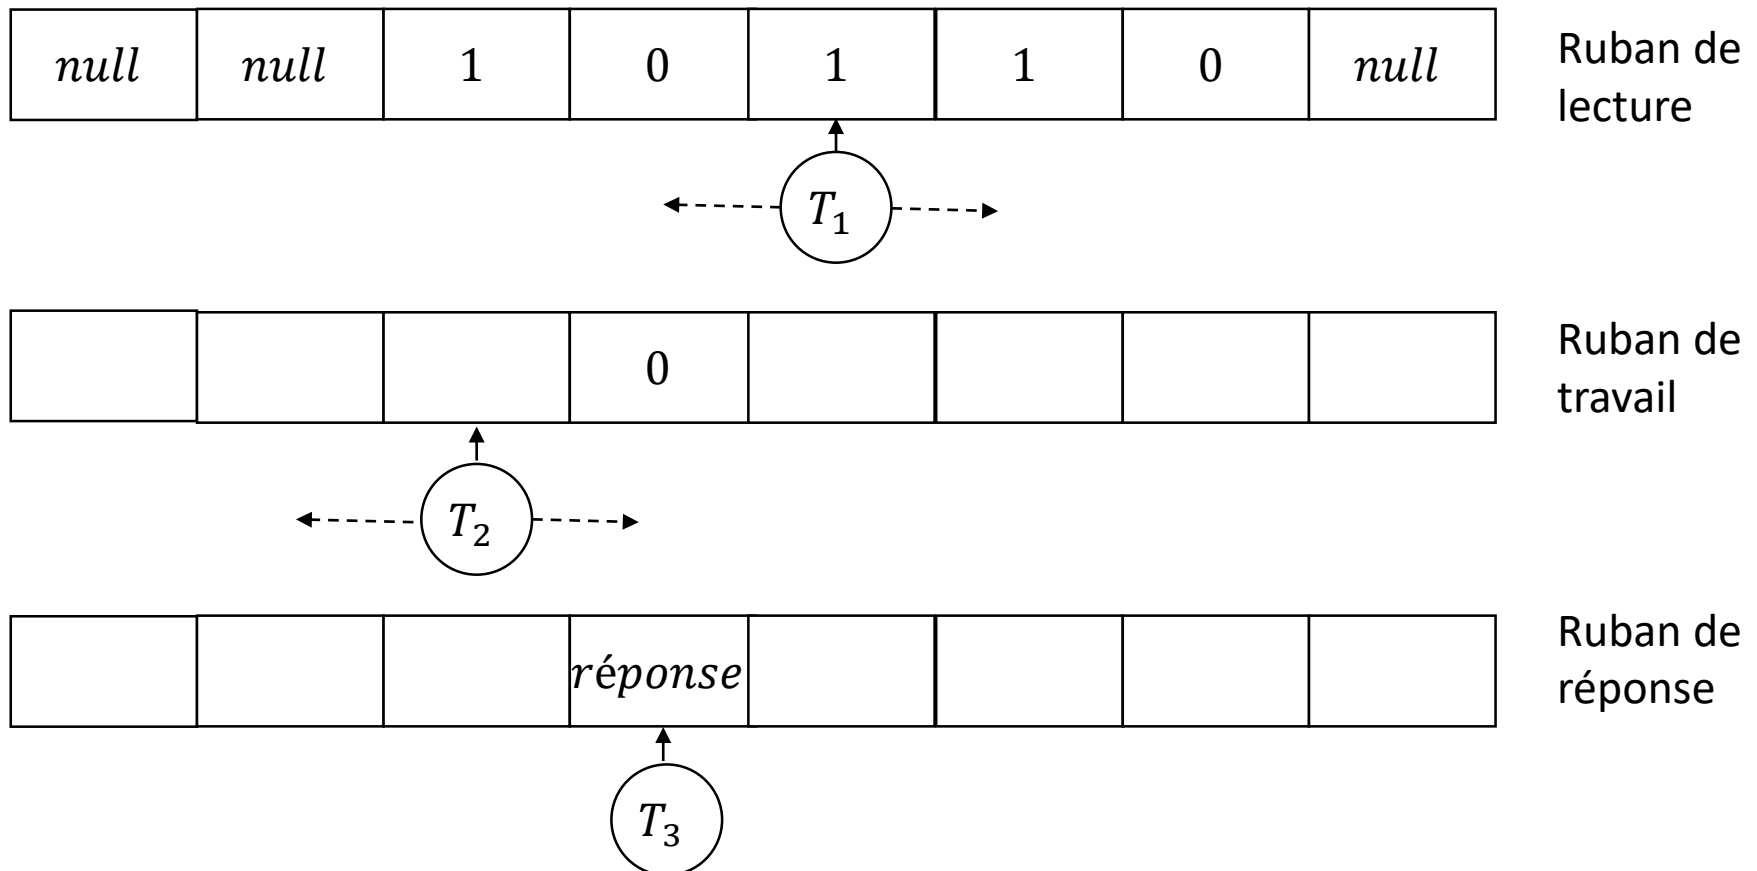 null null 1 0 1 1 0 null
Ruban de
lecture
T₁
0
Ruban de
travail
T₂
réponse
Ruban de
réponse
T₃